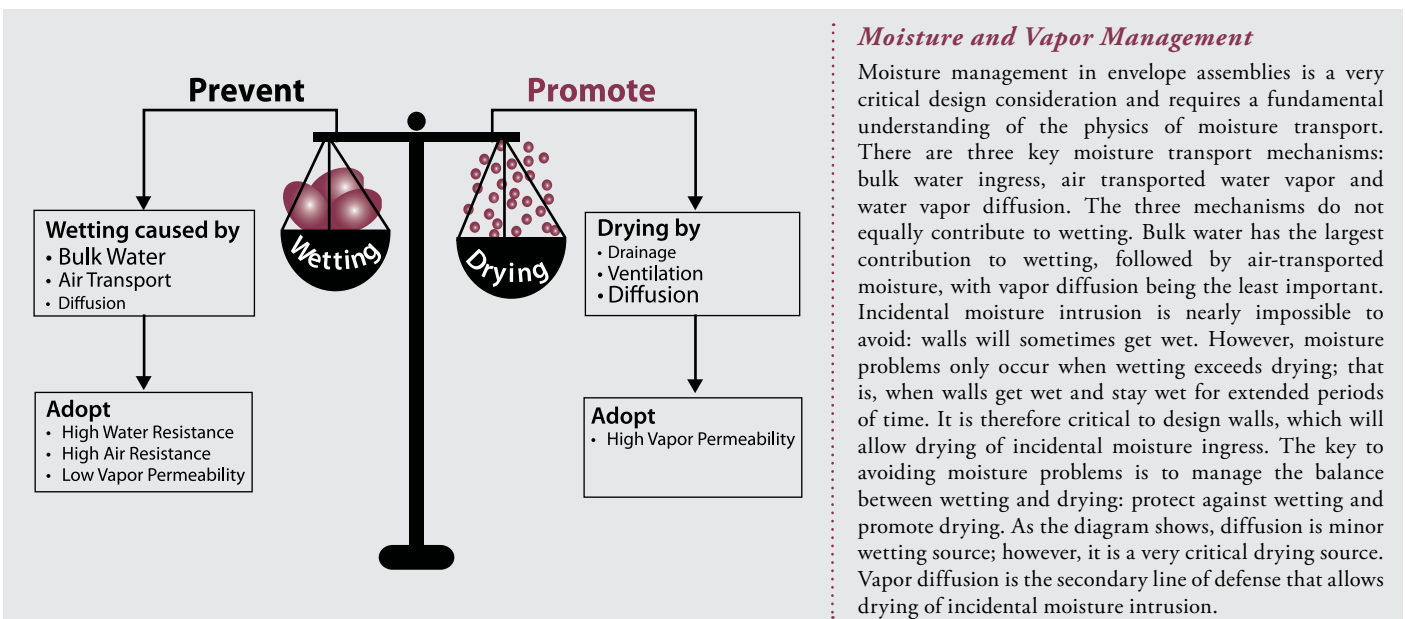 Prevent
Promote
Wetting caused by
• Bulk Water
• Air Transport
• Diffusion
Wetting
Drying
Drying by
• Drainage
• Ventilation
• Diffusion
Adopt
• High Water Resistance
• High Air Resistance
• Low Vapor Permeability
Adopt
• High Vapor Permeability
Moisture and Vapor Management
Moisture management in envelope assemblies is a very
critical design consideration and requires a fundamental
understanding of the physics of moisture transport.
There are three key moisture transport mechanisms:
bulk water ingress, air transported water vapor and
water vapor diffusion. The three mechanisms do not
equally contribute to wetting. Bulk water has the largest
contribution to wetting, followed by air-transported
moisture, with vapor diffusion being the least important.
Incidental moisture intrusion is nearly impossible to
avoid: walls will sometimes get wet. However, moisture
problems only occur when wetting exceeds drying; that
is, when walls get wet and stay wet for extended periods
of time. It is therefore critical to design walls, which will
allow drying of incidental moisture ingress. The key to
avoiding moisture problems is to manage the balance
between wetting and drying: protect against wetting and
promote drying. As the diagram shows, diffusion is minor
wetting source; however, it is a very critical drying source.
Vapor diffusion is the secondary line of defense that allows
drying of incidental moisture intrusion.